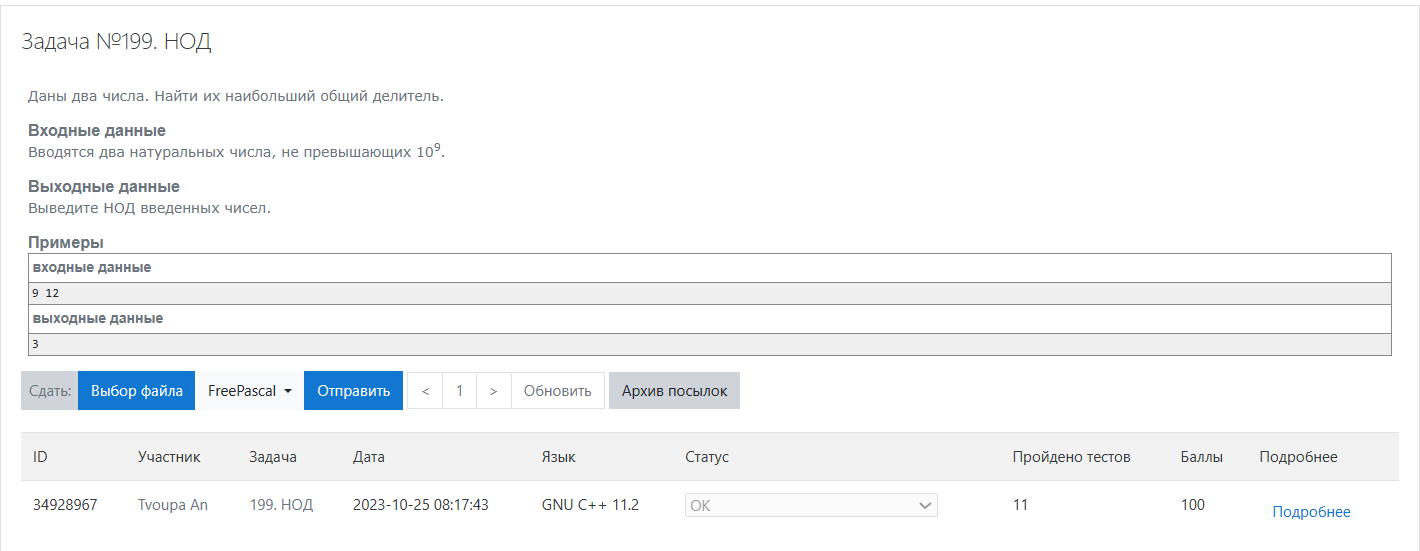 Задача №199. НОД
Даны два числа. Найти их наибольший общий делитель.
Входные данные
Вводятся два натуральных числа, не превышающих 10⁹.
Выходные данные
Выведите НОД введенных чисел.
Примеры
входные данные
9 12
выходные данные
3
Сдать: Выбор файла FreePascal Отправить < 1 > Обновить Архив посылок
ID Участник Задача Дата Язык Статус Пройдено тестов Баллы Подробнее
34928967 Tvoupa An 199. НОД 2023-10-25 08:17:43 GNU C++ 11.2 OK 11 100 Подробнее